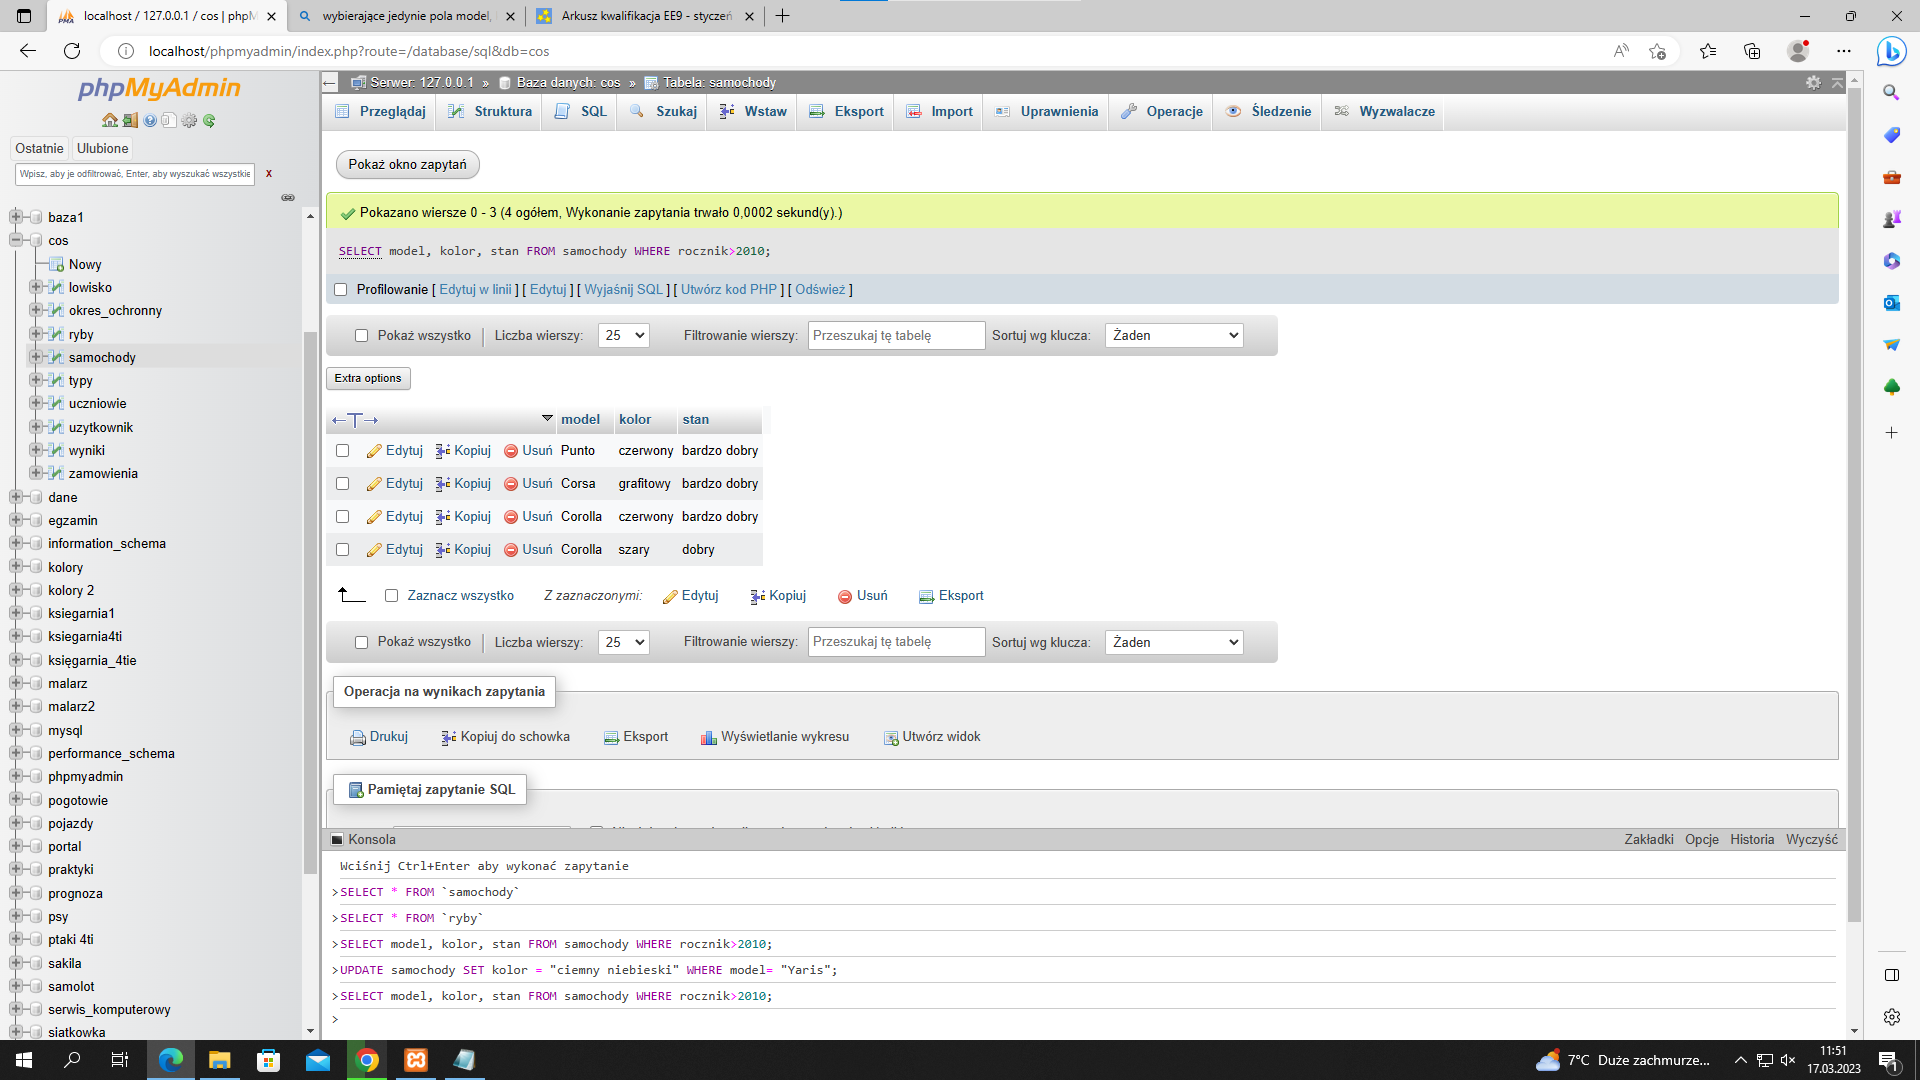 localhost / 127.0.0.1 / cos | phpM
wybierające jedynie pola model,
Arkusz kwalifikacja EE9 - styczeń
localhost/phpmyadmin/index.php?route=/database/sql&db=cos
phpMyAdmin
Ostatnie
Ulubione
Wpisz, aby je odfiltrować, Enter, aby wyszukać wszystkie
X
baza1
cos
Nowy
lowisko
okres_ochronny
ryby
samochody
typy
uczniowie
uzytkownik
wyniki
zamowienia
dane
egzamin
information_schema
kolory
kolory 2
ksiegarnia1
ksiegarnia4ti
księgarnia_4tie
malarz
malarz2
mysql
performance_schema
phpmyadmin
pogotowie
pojazdy
portal
praktyki
prognoza
psy
ptaki 4ti
sakila
samolot
serwis_komputerowy
siatkowka
Serwer: 127.0.0.1 » Baza danych: cos » Tabela: samochody
Przeglądaj Struktura SQL Szukaj Wstaw Eksport Import Uprawnienia Operacje Śledzenie Wyzwalacze
Pokaż okno zapytań
Pokazano wiersze 0 - 3 (4 ogółem, Wykonanie zapytania trwało 0,0002 sekund(y).)
SELECT model, kolor, stan FROM samochody WHERE rocznik>2010;
Profilowanie [ Edytuj w linii ] [ Edytuj ] [ Wyjaśnij SQL ] [ Utwórz kod PHP ] [ Odśwież ]
Pokaż wszystko Liczba wierszy: 25 Filtrowanie wierszy: Przeszukaj tę tabelę Sortuj wg klucza: Żaden
Extra options
model kolor stan
Edytuj Kopiuj Usuń Punto czerwony bardzo dobry
Edytuj Kopiuj Usuń Corsa grafitowy bardzo dobry
Edytuj Kopiuj Usuń Corolla czerwony bardzo dobry
Edytuj Kopiuj Usuń Corolla szary dobry
Zaznacz wszystko Z zaznaczonymi: Edytuj Kopiuj Usuń Eksport
Pokaż wszystko Liczba wierszy: 25 Filtrowanie wierszy: Przeszukaj tę tabelę Sortuj wg klucza: Żaden
Operacja na wynikach zapytania
Drukuj Kopiuj do schowka Eksport Wyświetlanie wykresu Utwórz widok
Pamiętaj zapytanie SQL
Konsola Zakładki Opcje Historia Wyczyść
Wciśnij Ctrl+Enter aby wykonać zapytanie
>SELECT * FROM `samochody`
>SELECT * FROM `ryby`
>SELECT model, kolor, stan FROM samochody WHERE rocznik>2010;
>UPDATE samochody SET kolor = "ciemny niebieski" WHERE model= "Yaris";
>SELECT model, kolor, stan FROM samochody WHERE rocznik>2010;
>
7°C Duże zachmurze...
11:51
17.03.2023
1